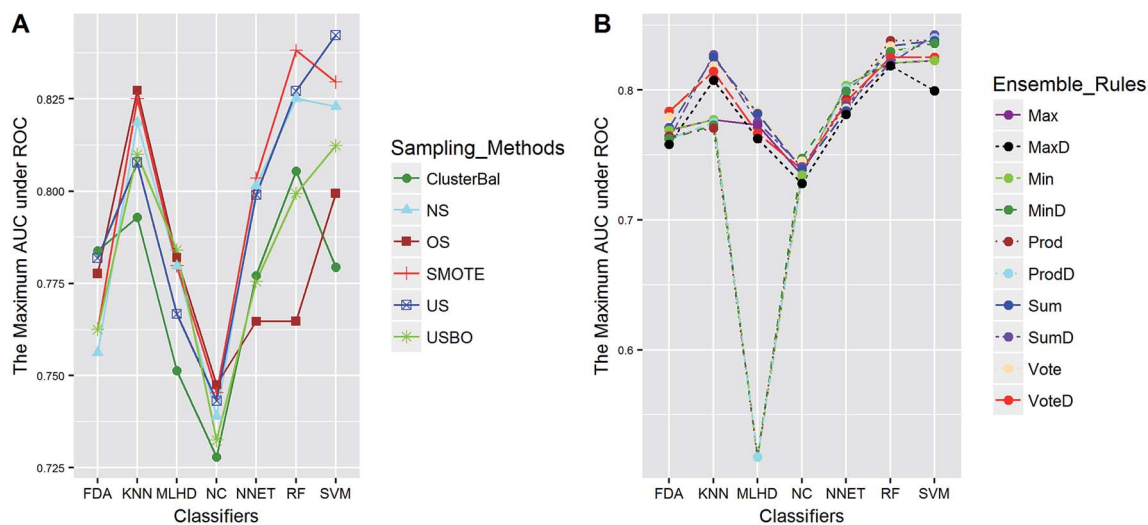 A
The Maximum AUC under ROC
0.825
0.800
0.775
0.750
0.725
FDA KNN MLHD NC NNET RF SVM
Classifiers
Sampling_Methods
ClusterBal
NS
OS
SMOTE
US
USBO
B
The Maximum AUC under ROC
0.8
0.7
0.6
FDA KNN MLHD NC NNET RF SVM
Classifiers
Ensemble_Rules
Max
MaxD
Min
MinD
Prod
ProdD
Sum
SumD
Vote
VoteD